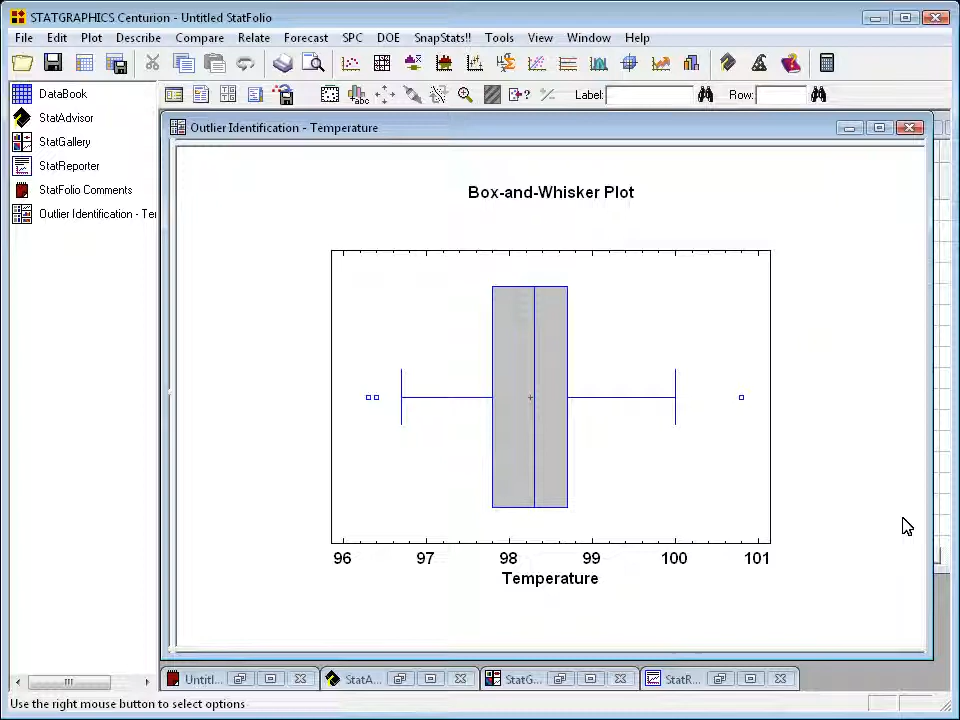 STATGRAPHICS Centurion - Untitled StatFolio
File Edit Plot Describe Compare Relate Forecast SPC DOE SnapStats!! Tools View Window Help
Label: Row:
DataBook
StatAdvisor
StatGallery
StatReporter
StatFolio Comments
Outlier Identification - Ter
Outlier Identification - Temperature
Box-and-Whisker Plot
96 97 98 99 100 101
Temperature
Untitl... StatA... StatG... StatR...
Use the right mouse button to select options